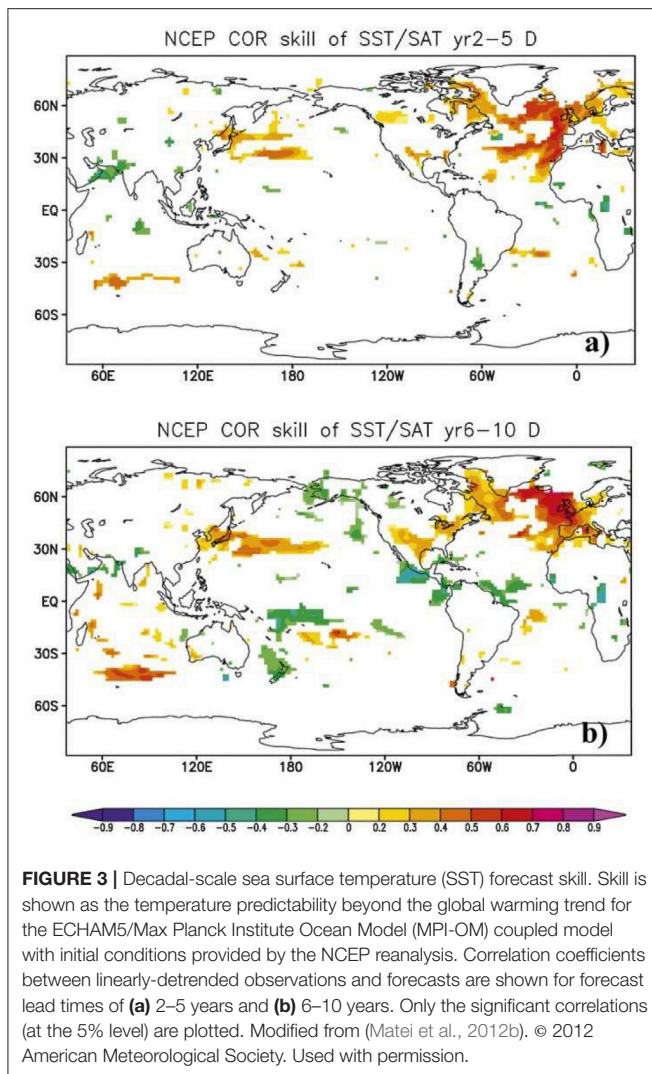 NCEP COR skill of SST/SAT yr2-5 D
60N
30N
EQ
30S
60S
a)
60E 120E 180 120W 60W 0
NCEP COR skill of SST/SAT yr6-10 D
60N
30N
EQ
30S
60S
b)
60E 120E 180 120W 60W 0
-0.9 -0.8 -0.7 -0.6 -0.5 -0.4 -0.3 -0.2 0 0.2 0.3 0.4 0.5 0.6 0.7 0.8 0.9
FIGURE 3 | Decadal-scale sea surface temperature (SST) forecast skill. Skill is
shown as the temperature predictability beyond the global warming trend for
the ECHAM5/Max Planck Institute Ocean Model (MPI-OM) coupled model
with initial conditions provided by the NCEP reanalysis. Correlation coefficients
between linearly-detrended observations and forecasts are shown for forecast
lead times of (a) 2–5 years and (b) 6–10 years. Only the significant correlations
(at the 5% level) are plotted. Modified from (Matei et al., 2012b). © 2012
American Meteorological Society. Used with permission.